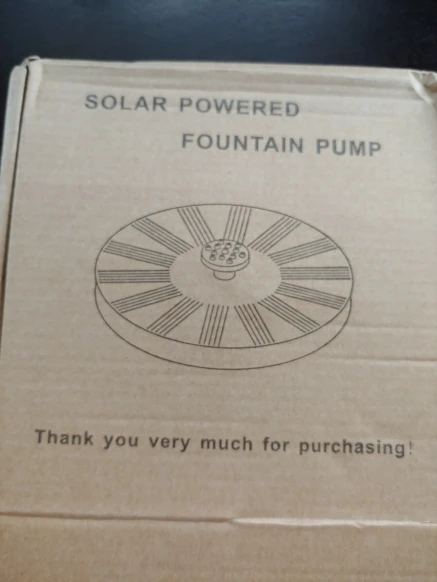 SOLAR POWERED
FOUNTAIN PUMP
Thank you very much for purchasing!